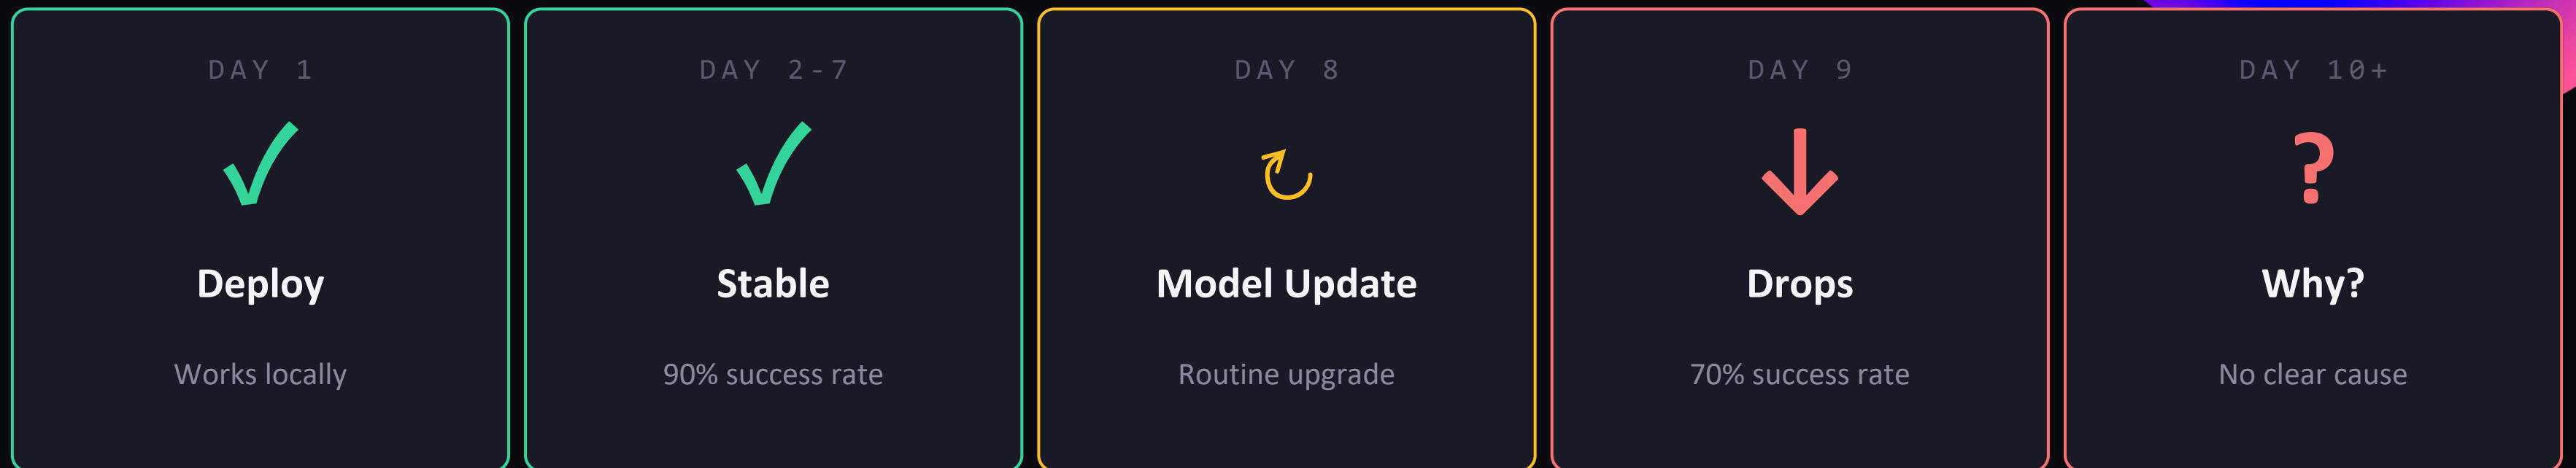 DAY 1
Deploy
Works locally
DAY 2-7
Stable
90% success rate
DAY 8
Model Update
Routine upgrade
DAY 9
Drops
70% success rate
DAY 10+
?
Why?
No clear cause